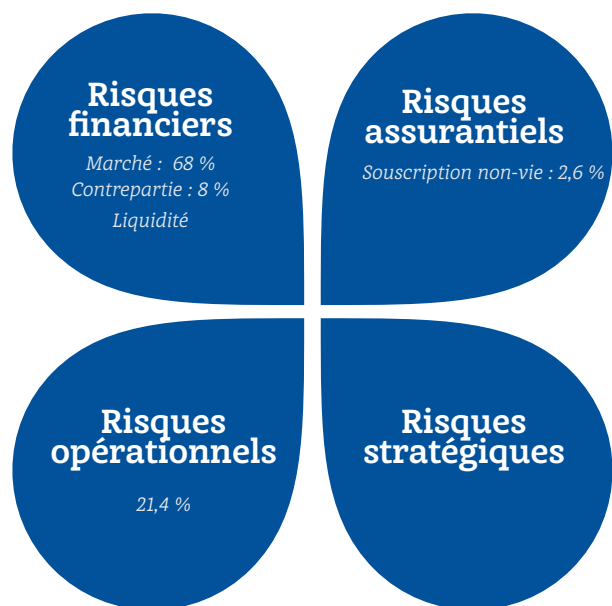 Risques
financiers
Marché : 68 %
Contrepartie : 8 %
Liquidité
Risques
assurantiels
Souscription non-vie : 2,6 %
Risques
opérationnels
21,4 %
Risques
stratégiques